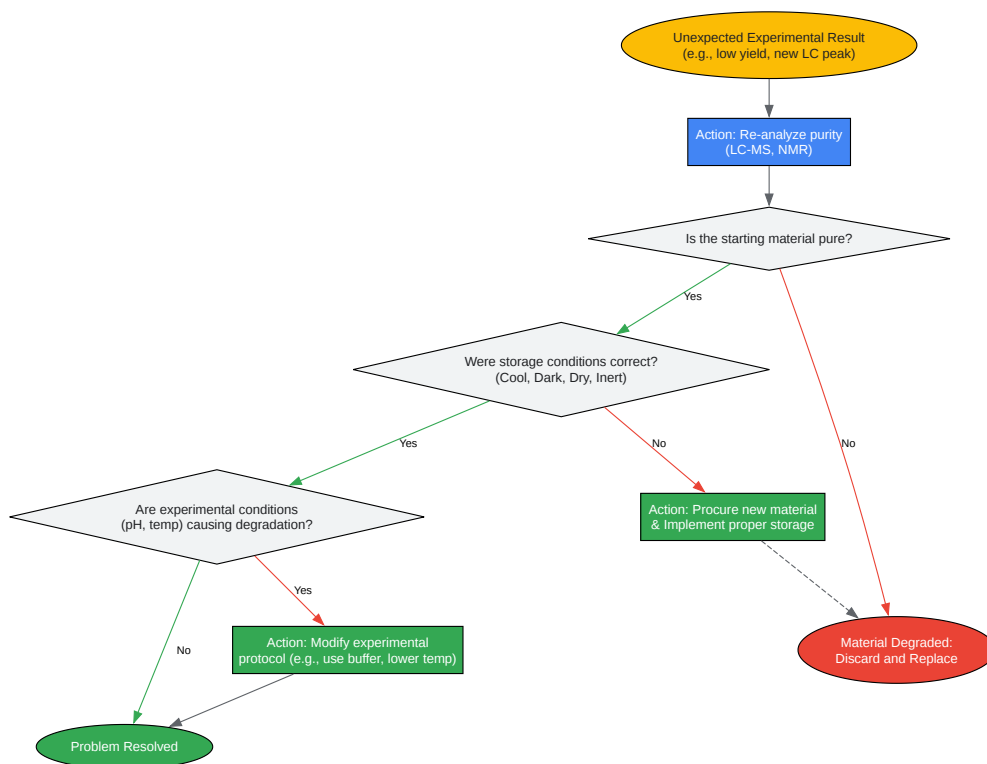 Unexpected Experimental Result
(e.g., low yield, new LC peak)
Action: Re-analyze purity
(LC-MS, NMR)
Is the starting material pure?
Yes
Were storage conditions correct?
(Cool, Dark, Dry, Inert)
Yes
No
No
Are experimental conditions
(pH, temp) causing degradation?
Action: Procure new material
& Implement proper storage
Yes
No
Action: Modify experimental
protocol (e.g., use buffer, lower temp)
Material Degraded:
Discard and Replace
Problem Resolved